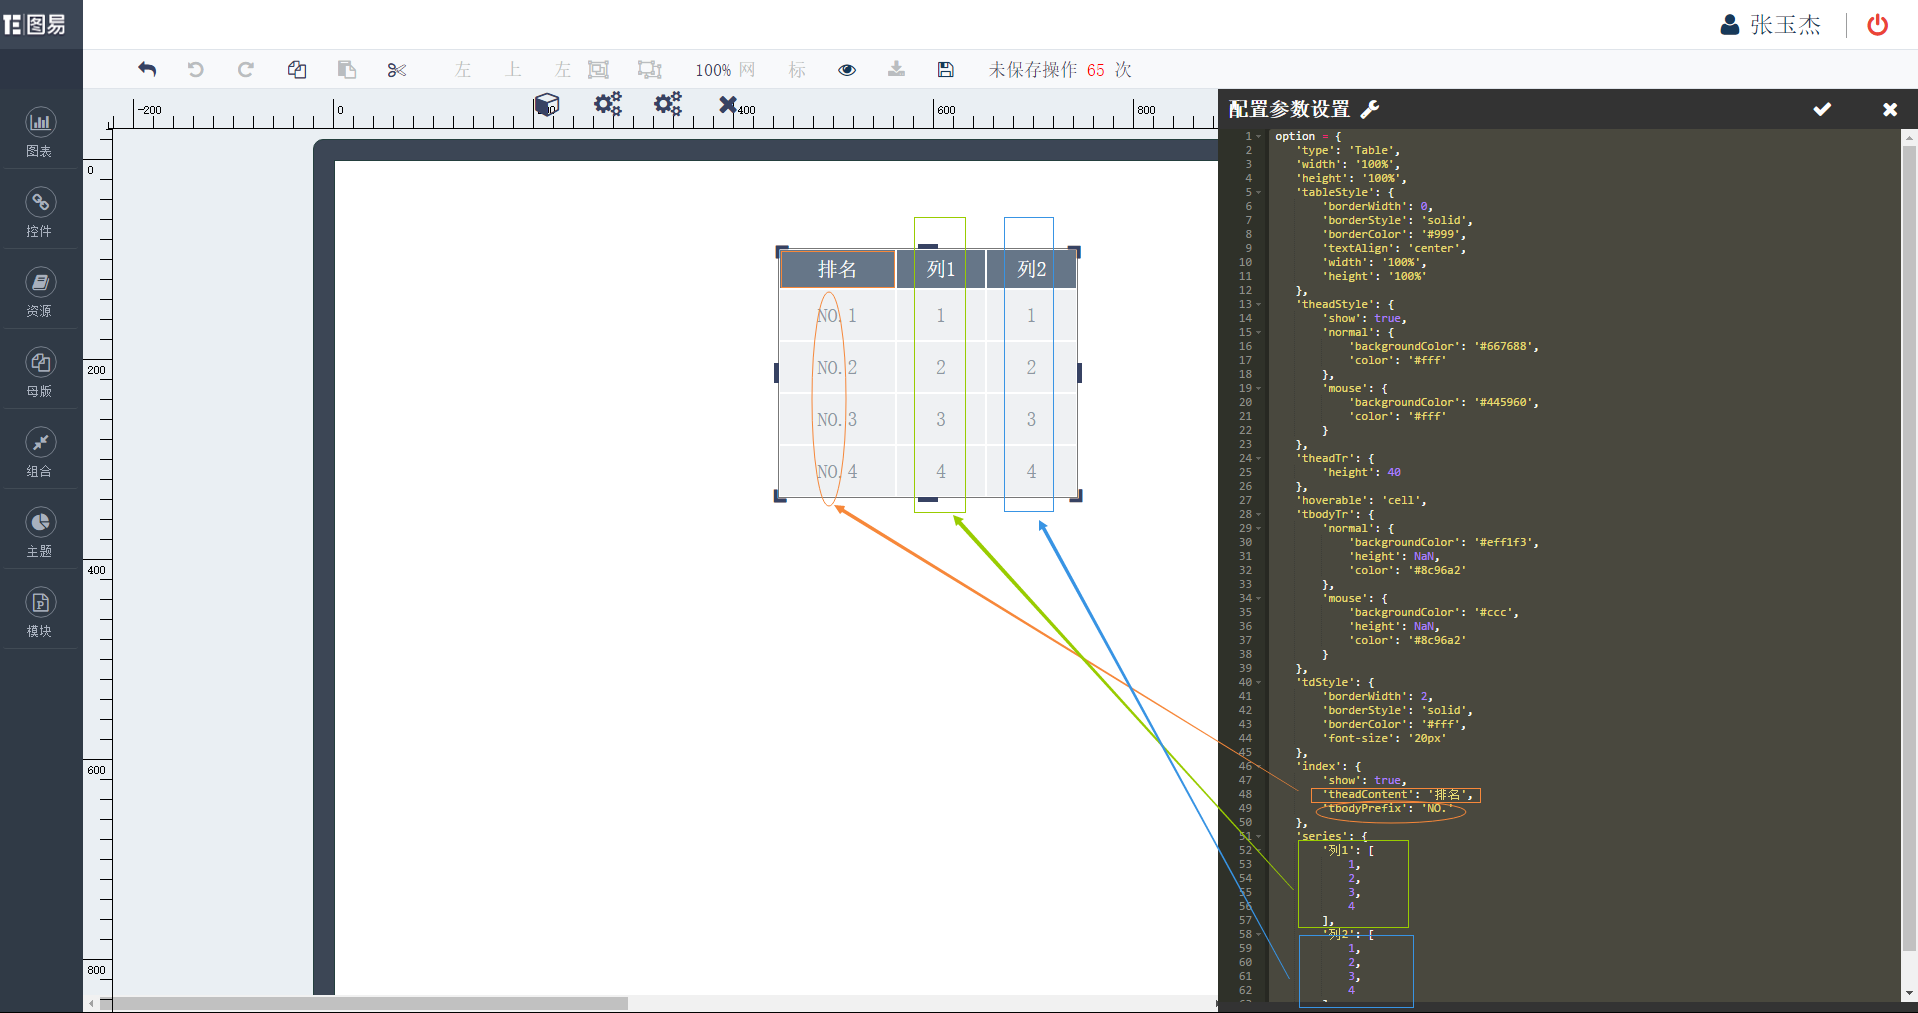 图易
张玉杰
左 上 左 100% 网 标 未保存操作 65 次
图表
控件
资源
母版
组合
主题
模块
-200 0 400 600 800
0
200
400
600
800
排名 列1 列2
NO.1 1 1
NO.2 2 2
NO.3 3 3
NO.4 4 4
配置参数设置
1 option = {
2 'type': 'Table',
3 'width': '100%',
4 'height': '100%',
5 'tableStyle': {
6 'borderWidth': 0,
7 'borderStyle': 'solid',
8 'borderColor': '#999',
9 'textAlign': 'center',
10 'width': '100%',
11 'height': '100%'
12 },
13 'theadStyle': {
14 'show': true,
15 'normal': {
16 'backgroundColor': '#667688',
17 'color': '#fff'
18 },
19 'mouse': {
20 'backgroundColor': '#445960',
21 'color': '#fff'
22 }
23 },
24 'theadTr': {
25 'height': 40
26 },
27 'hoverable': 'cell',
28 'tbodyTr': {
29 'normal': {
30 'backgroundColor': '#eff1f3',
31 'height': NaN,
32 'color': '#8c96a2'
33 },
34 'mouse': {
35 'backgroundColor': '#ccc',
36 'height': NaN,
37 'color': '#8c96a2'
38 }
39 },
40 'tdStyle': {
41 'borderWidth': 2,
42 'borderStyle': 'solid',
43 'borderColor': '#fff',
44 'font-size': '20px'
45 },
46 'index': {
47 'show': true,
48 'theadContent': '排名',
49 'tbodyPrefix': 'NO.'
50 },
51 'series': {
52 '列1': [
53 1,
54 2,
55 3,
56 4
57 ],
58 '列2': [
59 1,
60 2,
61 3,
62 4